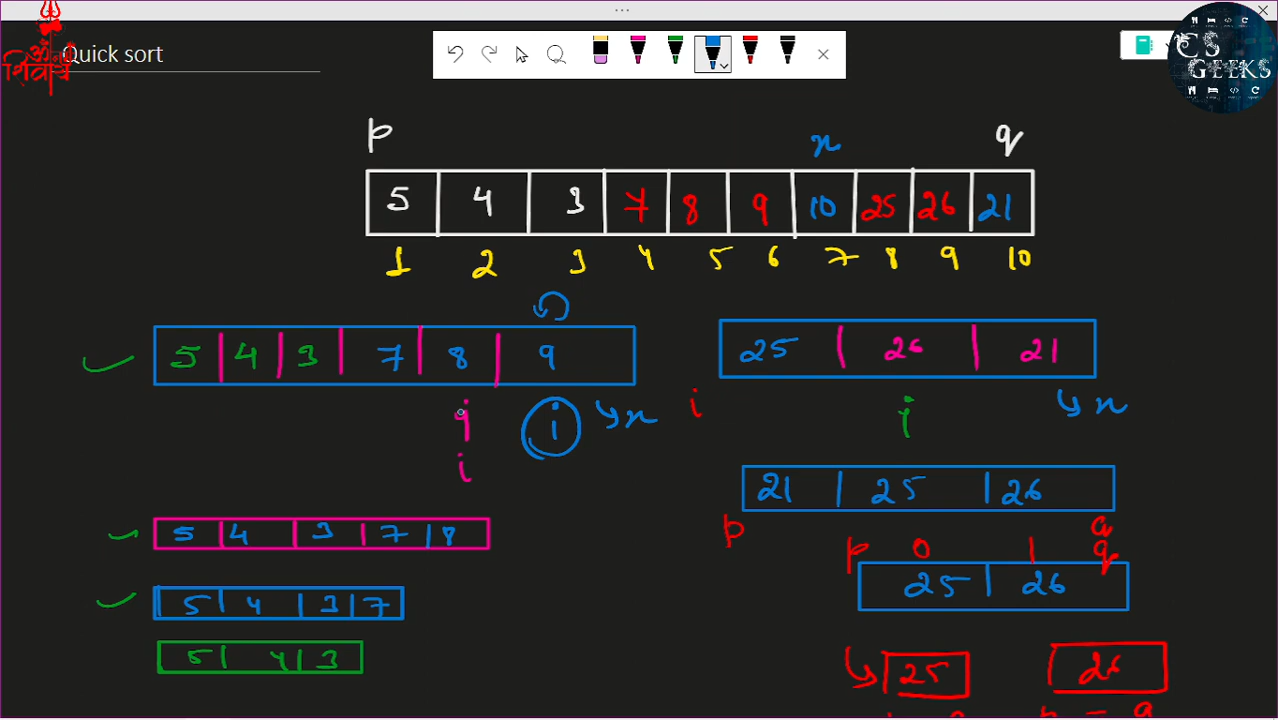 ॐ नमः
शिवाय
Quick sort
CS
GEEKS
p x q
5 4 3 7 8 9 10 25 26 21
1 2 3 4 5 6 7 8 9 10
5 4 3 7 8 9
25 26 21
j i x
i
i j x
21 25 26
p q
5 4 3 7 8
p 0 1 q
25 26
5 4 3 7
5 4 3
25 26